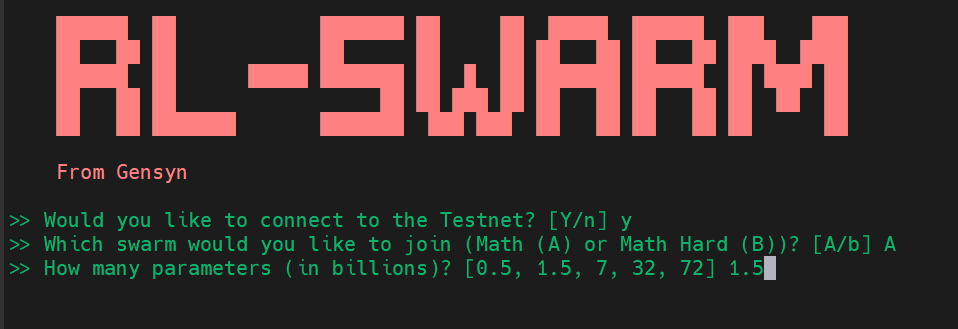 RL-SWARM
From Gensyn
>> Would you like to connect to the Testnet? [Y/n] y
>> Which swarm would you like to join (Math (A) or Math Hard (B))? [A/b] A
>> How many parameters (in billions)? [0.5, 1.5, 7, 32, 72] 1.5